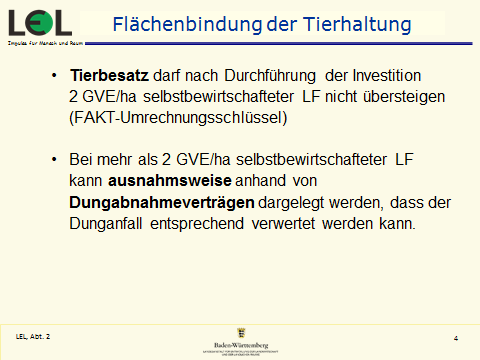 LEL
Impulse für Mensch und Raum
Flächenbindung der Tierhaltung
• Tierbesatz darf nach Durchführung der Investition
2 GVE/ha selbstbewirtschafteter LF nicht übersteigen
(FAKT-Umrechnungsschlüssel)
• Bei mehr als 2 GVE/ha selbstbewirtschafteter LF
kann ausnahmsweise anhand von
Dungabnahmeverträgen dargelegt werden, dass der
Dunganfall entsprechend verwertet werden kann.
LEL, Abt. 2
Baden-Württemberg
4